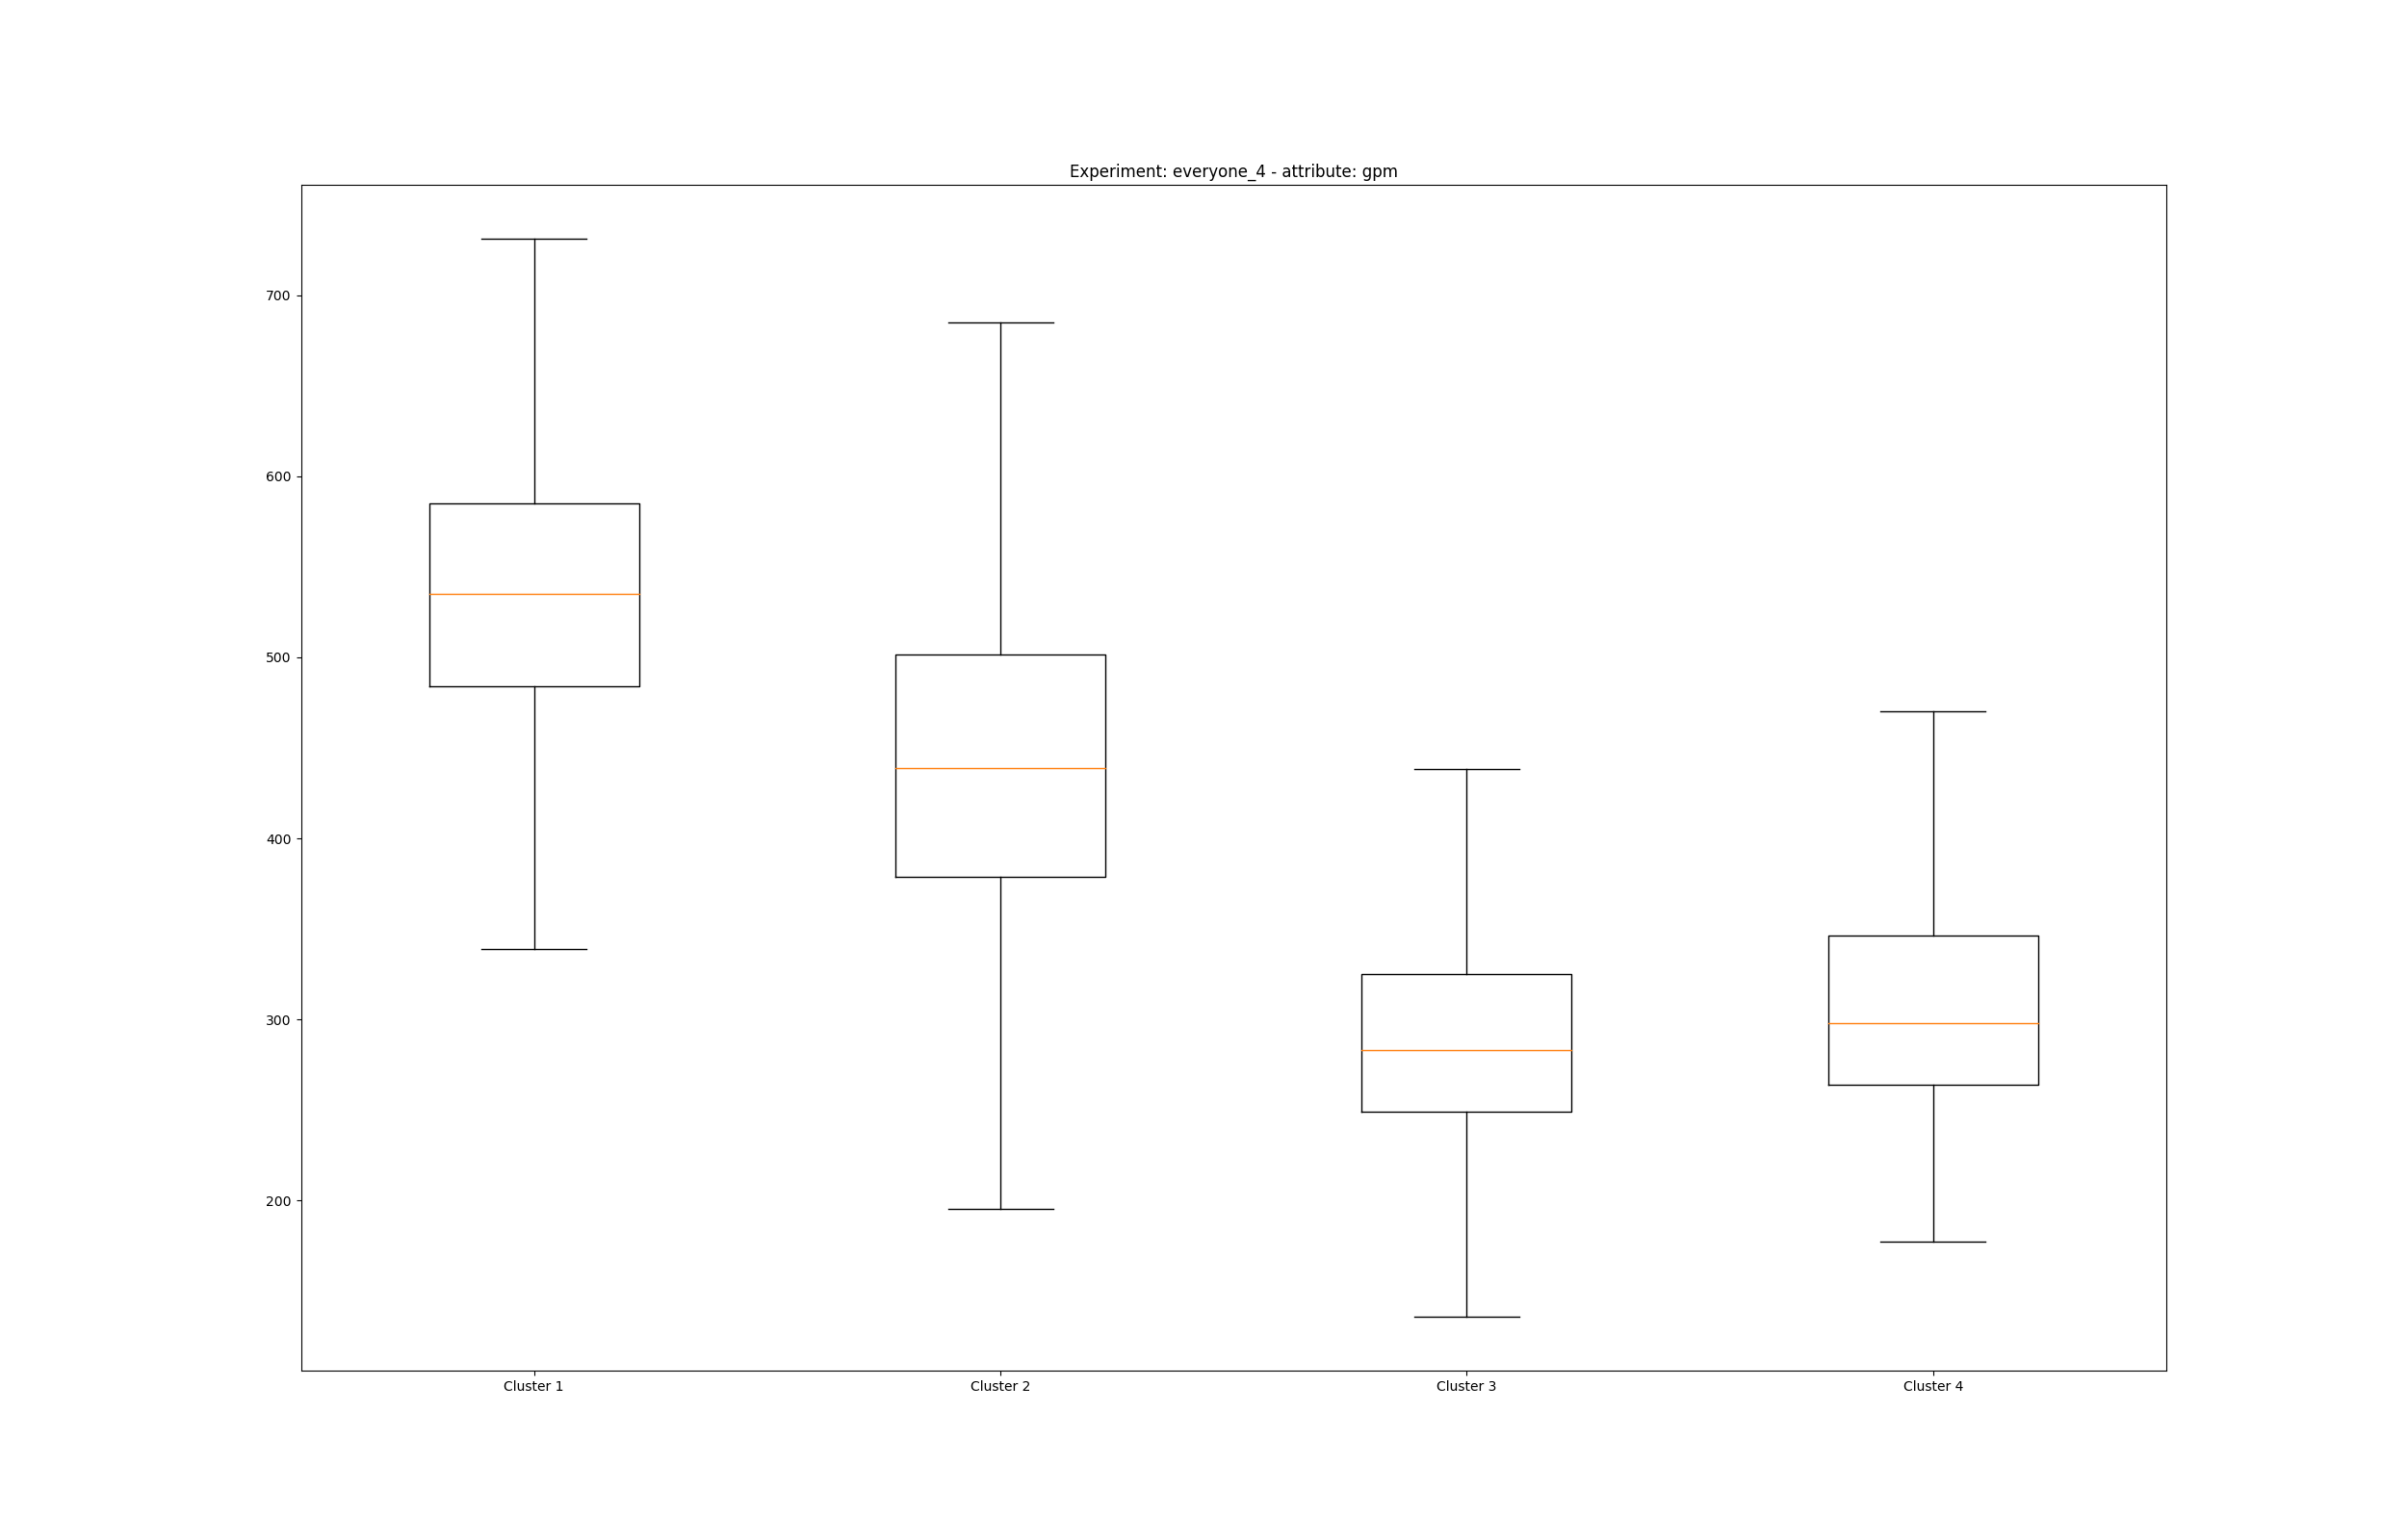 Experiment: everyone_4 - attribute: gpm
700
600
500
400
300
200
Cluster 1
Cluster 2
Cluster 3
Cluster 4